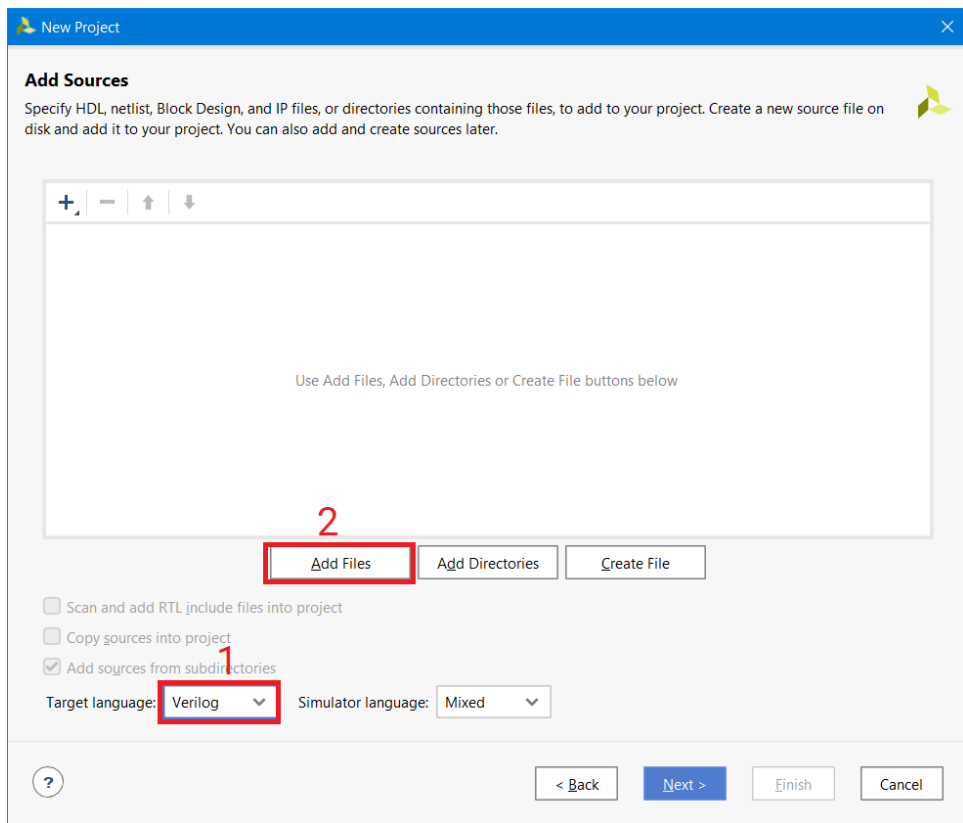 New Project
Add Sources
Specify HDL, netlist, Block Design, and IP files, or directories containing those files, to add to your project. Create a new source file on
disk and add it to your project. You can also add and create sources later.
Use Add Files, Add Directories or Create File buttons below
2
Add Files Add Directories Create File
Scan and add RTL include files into project
Copy sources into project
1
Add sources from subdirectories
Target language: Verilog Simulator language: Mixed
? < Back Next > Finish Cancel